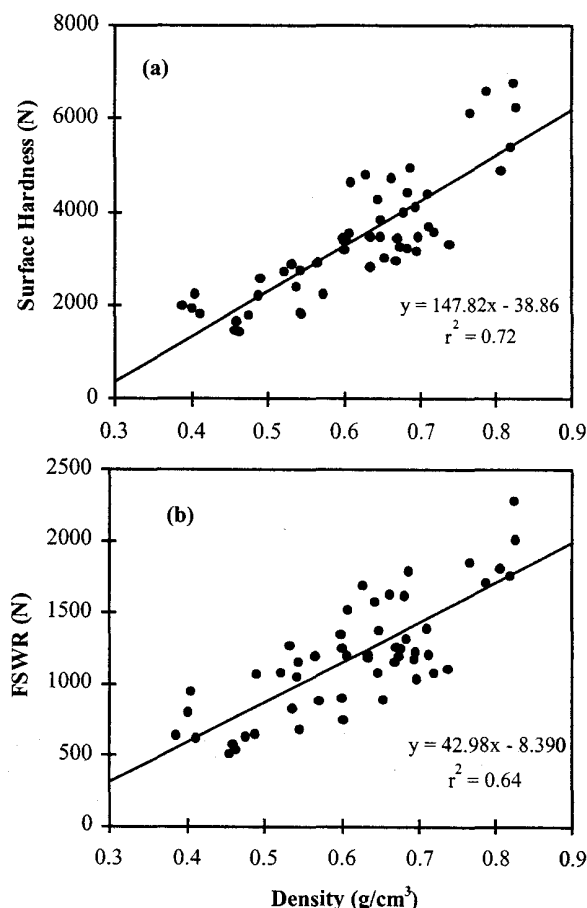 8000
(a)
6000
4000
2000
0
Surface Hardness (N)
y = 147.82x - 38.86
r² = 0.72
0.3 0.4 0.5 0.6 0.7 0.8 0.9
2500
(b)
2000
1500
1000
500
0
FSWR (N)
y = 42.98x - 8.390
r² = 0.64
0.3 0.4 0.5 0.6 0.7 0.8 0.9
Density (g/cm³)